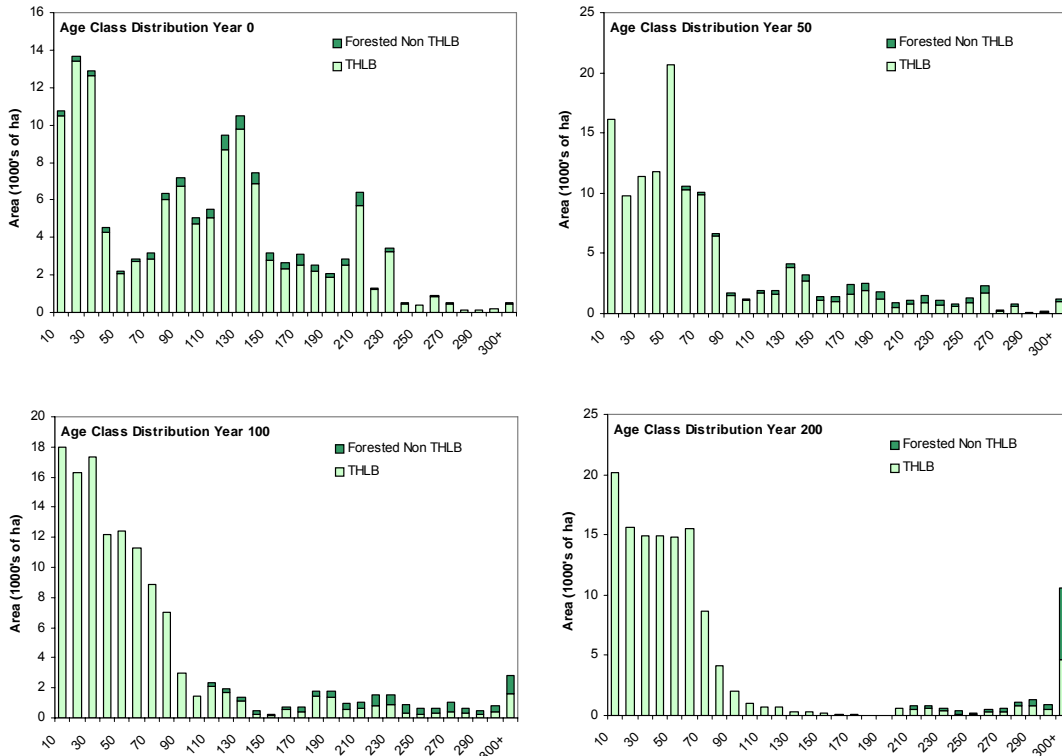 Age Class Distribution Year 0
Forested Non THLB
THLB
Area (1000's of ha)
16
14
12
10
8
6
4
2
0
10 30 50 70 90 110 130 150 170 190 210 230 250 270 290 300+
Age Class Distribution Year 50
Forested Non THLB
THLB
Area (1000's of ha)
25
20
15
10
5
0
10 30 50 70 90 110 130 150 170 190 210 230 250 270 290 300+
Age Class Distribution Year 100
Forested Non THLB
THLB
Area (1000's of ha)
20
18
16
14
12
10
8
6
4
2
0
10 30 50 70 90 110 130 150 170 190 210 230 250 270 290 300+
Age Class Distribution Year 200
Forested Non THLB
THLB
Area (1000's of ha)
25
20
15
10
5
0
10 30 50 70 90 110 130 150 170 190 210 230 250 270 290 300+